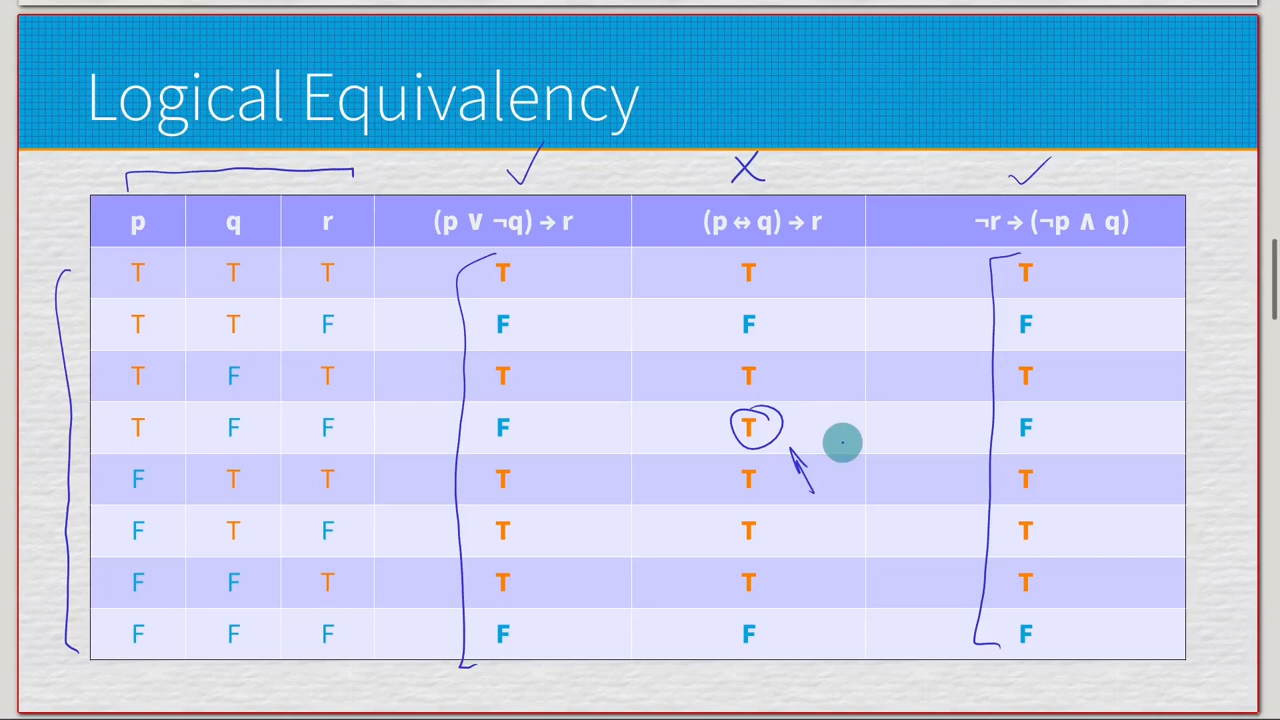 Logical Equivalency
p q r (p ∨ ¬q) → r (p ↔ q) → r ¬r → (¬p ∧ q)
T T T T T T
T T F F F F
T F T T T T
T F F F T F
F T T T T T
F T F T T T
F F T T T T
F F F F F F